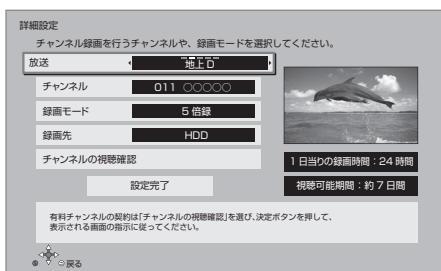 詳細設定
チャンネル録画を行うチャンネルや、録画モードを選択してください。
放送 地上D
チャンネル 011 ○○○○○
録画モード 5倍録
録画先 HDD
チャンネルの視聴確認
1日当りの録画時間：24時間
設定完了
視聴可能期間：約7日間
有料チャンネルの契約は「チャンネルの視聴確認」を選び、決定ボタンを押して、
表示される画面の指示に従ってください。
戻る